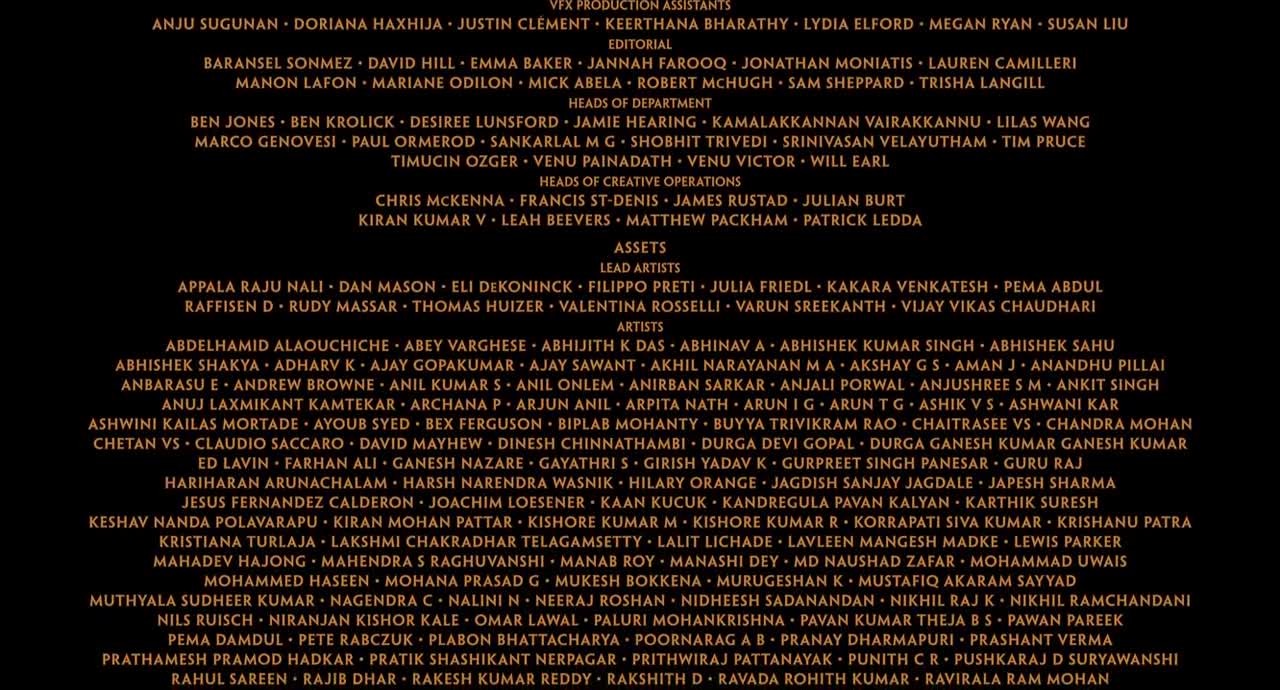 VFX PRODUCTION ASSISTANTS
ANJU SUGUNAN • DORIANA HAXHIJA • JUSTIN CLÉMENT • KEERTHANA BHARATHY • LYDIA ELFORD • MEGAN RYAN • SUSAN LIU
EDITORIAL
BARANSEL SONMEZ • DAVID HILL • EMMA BAKER • JANNAH FAROOQ • JONATHAN MONIATIS • LAUREN CAMILLERI
MANON LAFON • MARIANE ODILON • MICK ABELA • ROBERT McHUGH • SAM SHEPPARD • TRISHA LANGILL
HEADS OF DEPARTMENT
BEN JONES • BEN KROLICK • DESIREE LUNSFORD • JAMIE HEARING • KAMALAKKANNAN VAIRAKKANNU • LILAS WANG
MARCO GENOVESI • PAUL ORMEROD • SANKARLAL M G • SHOBHIT TRIVEDI • SRINIVASAN VELAYUTHAM • TIM PRUCE
TIMUCIN OZGER • VENU PAINADATH • VENU VICTOR • WILL EARL
HEADS OF CREATIVE OPERATIONS
CHRIS McKENNA • FRANCIS ST-DENIS • JAMES RUSTAD • JULIAN BURT
KIRAN KUMAR V • LEAH BEEVERS • MATTHEW PACKHAM • PATRICK LEDDA
ASSETS
LEAD ARTISTS
APPALA RAJU NALI • DAN MASON • ELI DeKONINCK • FILIPPO PRETI • JULIA FRIEDL • KAKARA VENKATESH • PEMA ABDUL
RAFFISEN D • RUDY MASSAR • THOMAS HUIZER • VALENTINA ROSSELLI • VARUN SREEKANTH • VIJAY VIKAS CHAUDHARI
ARTISTS
ABDELHAMID ALAOUCHICHE • ABEY VARGHESE • ABHIJITH K DAS • ABHINAV A • ABHISHEK KUMAR SINGH • ABHISHEK SAHU
ABHISHEK SHAKYA • ADHARV K • AJAY GOPAKUMAR • AJAY SAWANT • AKHIL NARAYANAN M A • AKSHAY G S • AMAN J • ANANDHU PILLAI
ANBARASU E • ANDREW BROWNE • ANIL KUMAR S • ANIL ONLEM • ANIRBAN SARKAR • ANJALI PORWAL • ANJUSHREE S M • ANKIT SINGH
ANUJ LAXMIKANT KAMTEKAR • ARCHANA P • ARJUN ANIL • ARPITA NATH • ARUN I G • ARUN T G • ASHIK V S • ASHWANI KAR
ASHWINI KAILAS MORTADE • AYOUB SYED • BEX FERGUSON • BIPLAB MOHANTY • BUYYA TRIVIKRAM RAO • CHAITRASEE VS • CHANDRA MOHAN
CHETAN VS • CLAUDIO SACCARO • DAVID MAYHEW • DINESH CHINNATHAMBI • DURGA DEVI GOPAL • DURGA GANESH KUMAR GANESH KUMAR
ED LAVIN • FARHAN ALI • GANESH NAZARE • GAYATHRI S • GIRISH YADAV K • GURPREET SINGH PANESAR • GURU RAJ
HARIHARAN ARUNACHALAM • HARSH NARENDRA WASNIK • HILARY ORANGE • JAGDISH SANJAY JAGDALE • JAPESH SHARMA
JESUS FERNANDEZ CALDERON • JOACHIM LOESENER • KAAN KUCUK • KANDREGULA PAVAN KALYAN • KARTHIK SURESH
KESHAV NANDA POLAVARAPU • KIRAN MOHAN PATTAR • KISHORE KUMAR M • KISHORE KUMAR R • KORRAPATI SIVA KUMAR • KRISHANU PATRA
KRISTIANA TURLAJA • LAKSHMI CHAKRADHAR TELAGAMSETTY • LALIT LICHADE • LAVLEEN MANGESH MADKE • LEWIS PARKER
MAHADEV HAJONG • MAHENDRA S RAGHUVANSHI • MANAB ROY • MANASHI DEY • MD NAUSHAD ZAFAR • MOHAMMAD UWAIS
MOHAMMED HASEEN • MOHANA PRASAD G • MUKESH BOKKENA • MURUGESHAN K • MUSTAFIQ AKARAM SAYYAD
MUTHYALA SUDHEER KUMAR • NAGENDRA C • NALINI N • NEERAJ ROSHAN • NIDHEESH SADANANDAN • NIKHIL RAJ K • NIKHIL RAMCHANDANI
NILS RUISCH • NIRANJAN KISHOR KALE • OMAR LAWAL • PALURI MOHANKRISHNA • PAVAN KUMAR THEJA B S • PAWAN PAREEK
PEMA DAMDUL • PETE RABCZUK • PLABON BHATTACHARYA • POORNARAG A B • PRANAY DHARMAPURI • PRASHANT VERMA
PRATHAMESH PRAMOD HADKAR • PRATIK SHASHIKANT NERPAGAR • PRITHWIRAJ PATTANAYAK • PUNITH C R • PUSHKARAJ D SURYAWANSHI
RAHUL SAREEN • RAJIB DHAR • RAKESH KUMAR REDDY • RAKSHITH D • RAVADA ROHITH KUMAR • RAVIRALA RAM MOHAN